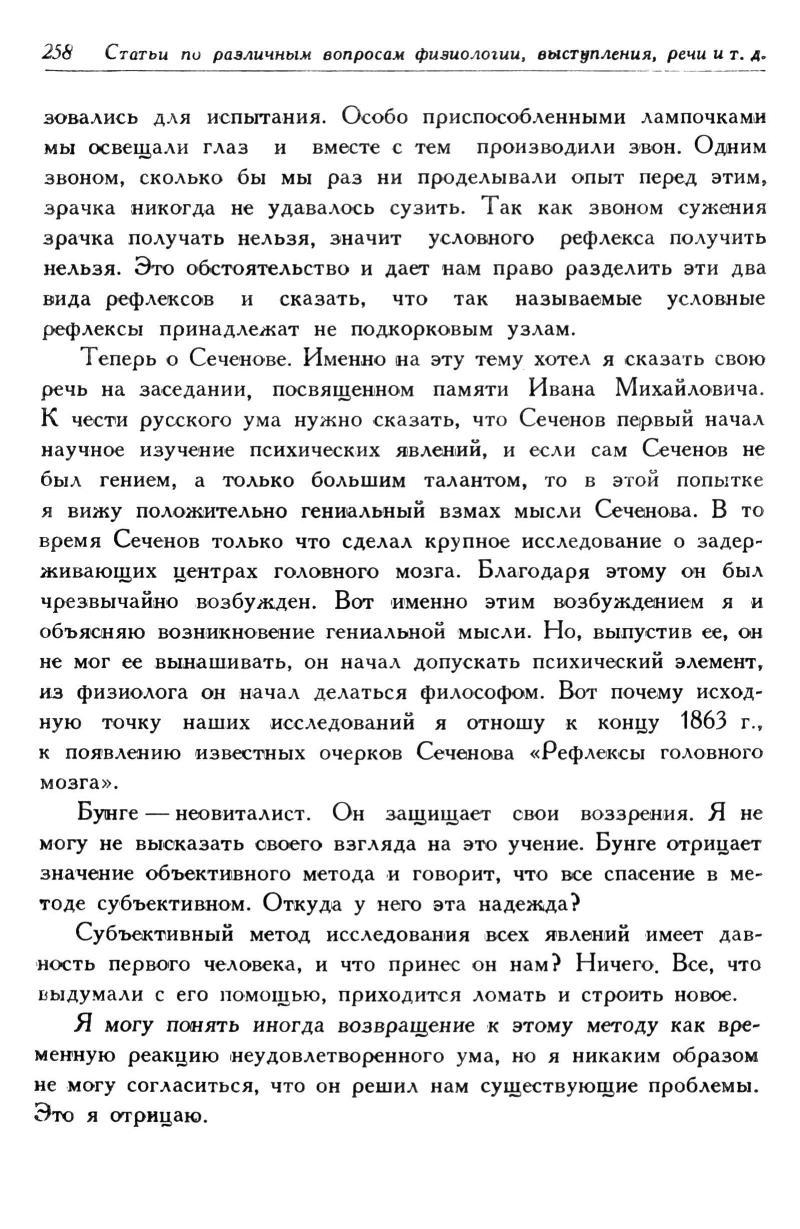 258 Статьи по различным вопросам физиологии, выступления, речи и т. д.
зовались для испытания. Особо приспособленными лампочками
мы освещали глаз и вместе с тем производили звон. Одним
звоном, сколько бы мы раз ни проделывали опыт перед этим,
зрачка никогда не удавалось сузить. Так как звоном сужения
зрачка получать нельзя, значит условного рефлекса получить
нельзя. Это обстоятельство и дает нам право разделить эти два
вида рефлексов и сказать, что так называемые условные
рефлексы принадлежат не подкорковым узлам.
Теперь о Сеченове. Именно на эту тему хотел я сказать свою
речь на заседании, посвященном памяти Ивана Михайловича.
К чести русского ума нужно сказать, что Сеченов первый начал
научное изучение психических явлений, и если сам Сеченов не
был гением, а только большим талантом, то в этой попытке
я вижу положительно гениальный взмах мысли Сеченова. В то
время Сеченов только что сделал крупное исследование о задер-
живающих центрах головного мозга. Благодаря этому он был
чрезвычайно возбужден. Вот именно этим возбуждением я и
объясняю возникновение гениальной мысли. Но, выпустив ее, он
не мог ее вынашивать, он начал допускать психический элемент,
из физиолога он начал делаться философом. Вот почему исход-
ную точку наших исследований я отношу к концу 1863 г.,
к появлению известных очерков Сеченова «Рефлексы головного
мозга».
Бунге — неовиталист. Он защищает свои воззрения. Я не
могу не высказать своего взгляда на это учение. Бунге отрицает
значение объективного метода и говорит, что все спасение в ме-
тоде субъективном. Откуда у него эта надежда?
Субъективный метод исследования всех явлений имеет дав-
ность первого человека, и что принес он нам? Ничего. Все, что
выдумали с его помощью, приходится ломать и строить новое.
Я могу понять иногда возвращение к этому методу как вре-
менную реакцию неудовлетворенного ума, но я никаким образом
не могу согласиться, что он решил нам существующие проблемы.
Это я отрицаю.